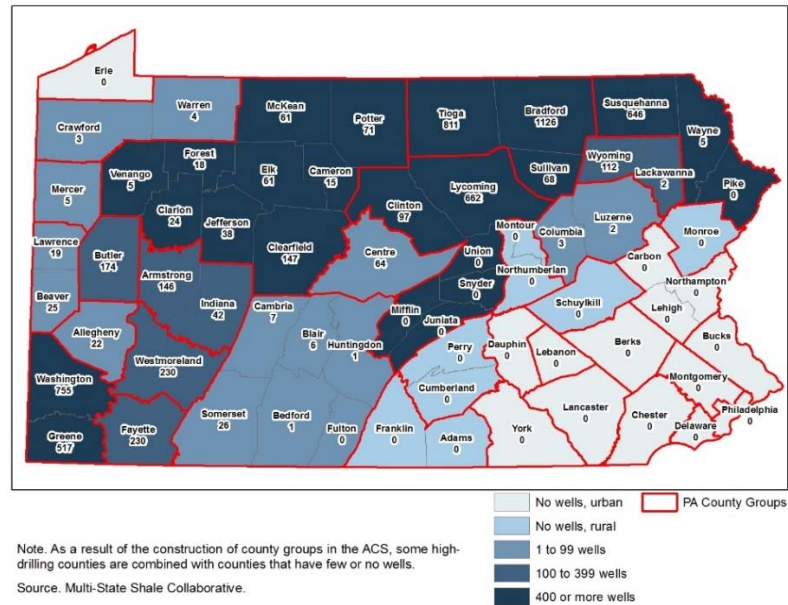 Erie
0
Warren
4
McKean
61
Potter
71
Tioga
811
Bradford
1126
Susquehanna
646
Wayne
5
Crawford
3
Forest
18
Venango
5
Elk
61
Cameron
15
Sullivan
68
Wyoming
112
Lackawanna
2
Pike
0
Mercer
5
Clarion
24
Jefferson
38
Clinton
97
Lycoming
662
Montour
0
Columbia
3
Luzerne
2
Monroe
0
Lawrence
19
Butler
174
Armstrong
146
Clearfield
147
Centre
64
Union
0
Northumberlan
0
Carbon
0
Northampton
0
Beaver
25
Indiana
42
Cambria
7
Snyder
0
Mifflin
0
Juniata
0
Schuylkill
0
Lehigh
0
Allegheny
22
Blair
6
Huntingdon
1
Perry
0
Dauphin
0
Lebanon
0
Berks
0
Bucks
0
Westmoreland
230
Cumberland
0
Montgomery
0
Washington
755
Philadelphia
0
Greene
517
Fayette
230
Somerset
26
Bedford
1
Fulton
0
Franklin
0
Adams
0
York
0
Lancaster
0
Chester
0
Delaware
0
No wells, urban
PA County Groups
No wells, rural
1 to 99 wells
100 to 399 wells
400 or more wells
Note. As a result of the construction of county groups in the ACS, some high-
drilling counties are combined with counties that have few or no wells.
Source. Multi-State Shale Collaborative.